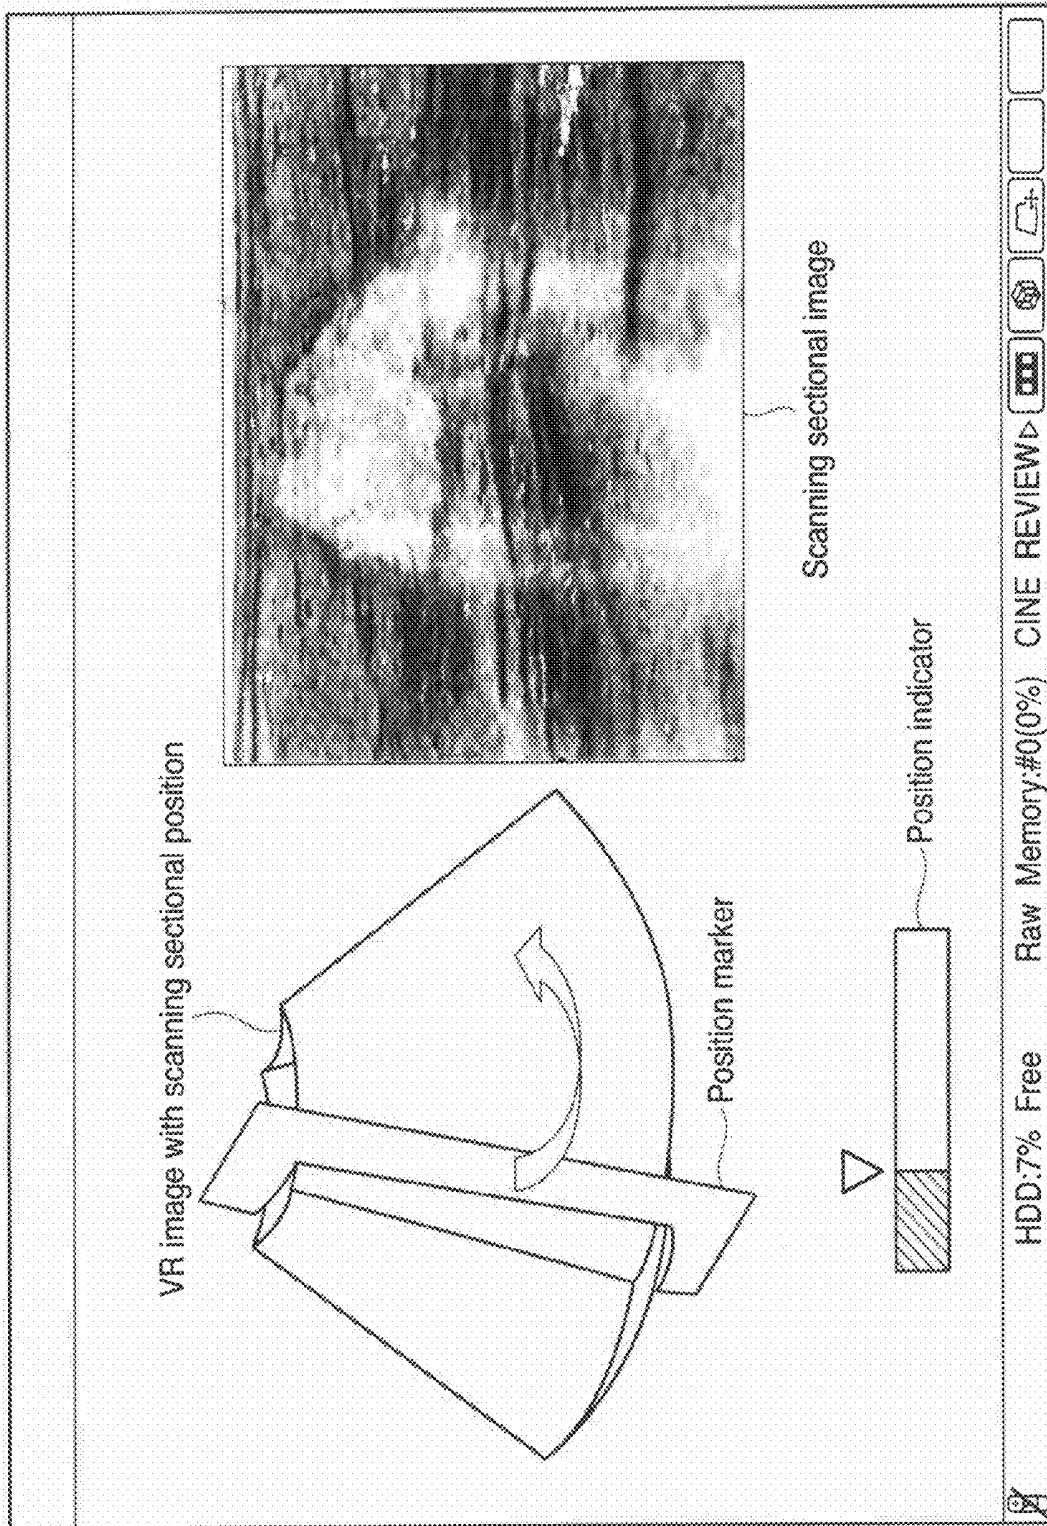 VR image with scanning sectional position
Scanning sectional image
Position marker
Position indicator
HDD:7% Free Raw Memory:#0(0%) CINE REVIEW▷